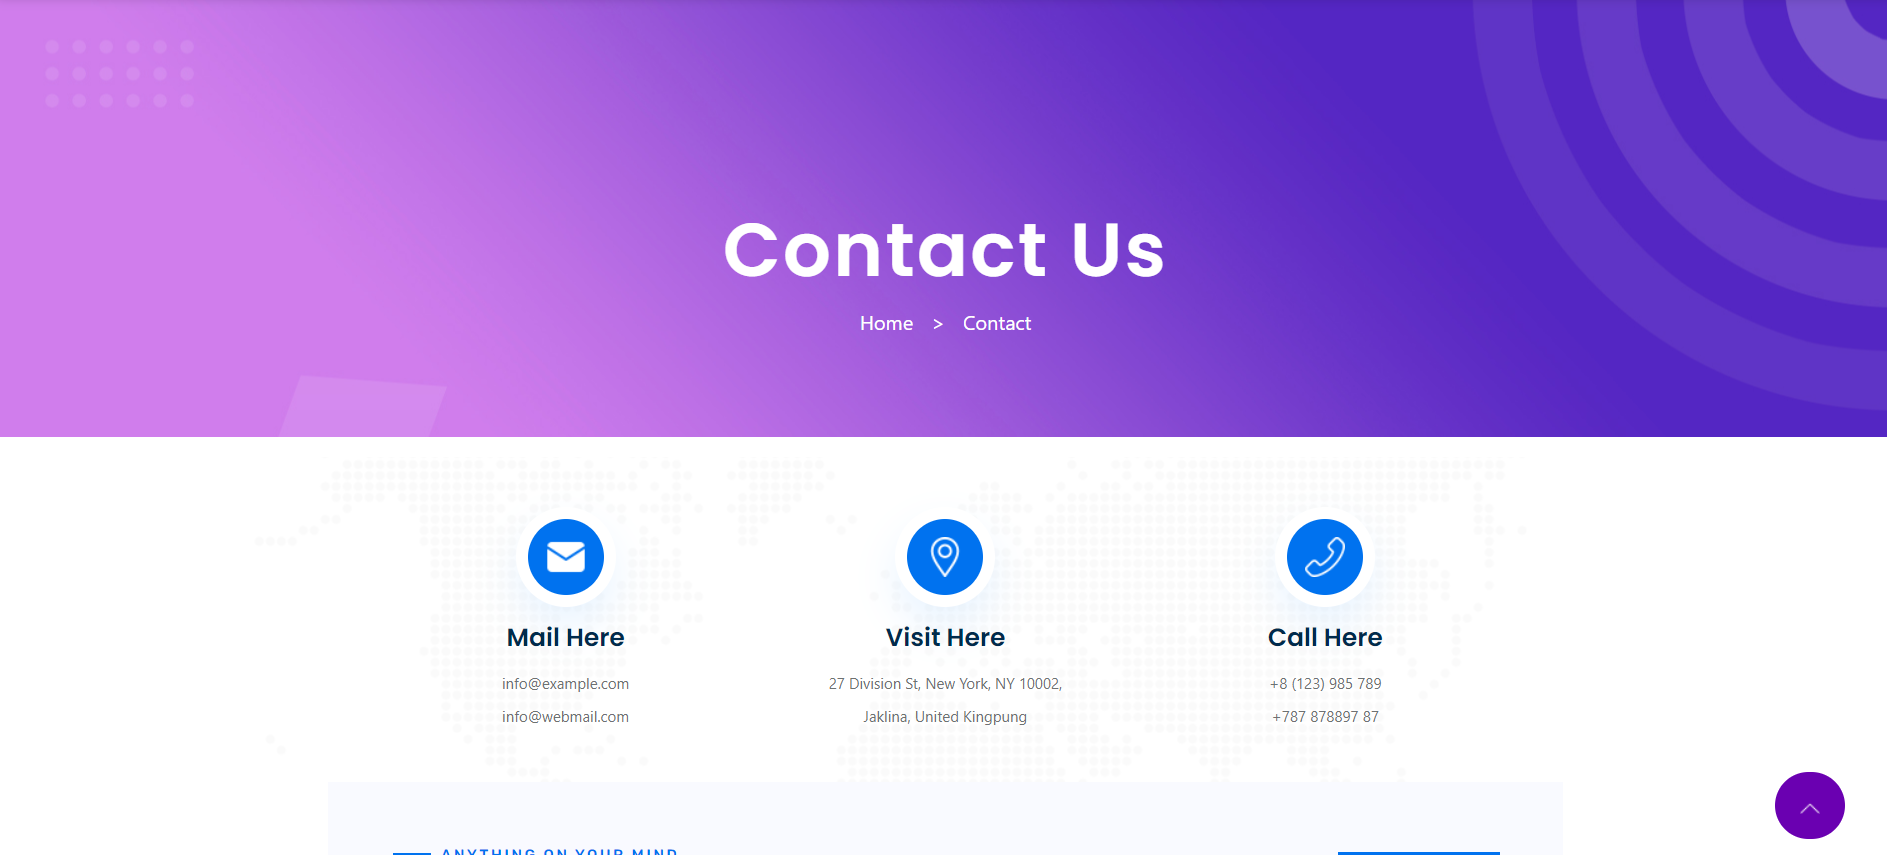 Contact Us
Home > Contact
Mail Here
info@example.com
info@webmail.com
Visit Here
27 Division St, New York, NY 10002,
Jaklina, United Kingpung
Call Here
+8 (123) 985 789
+787 878897 87
ANYTHING ON YOUR MIND